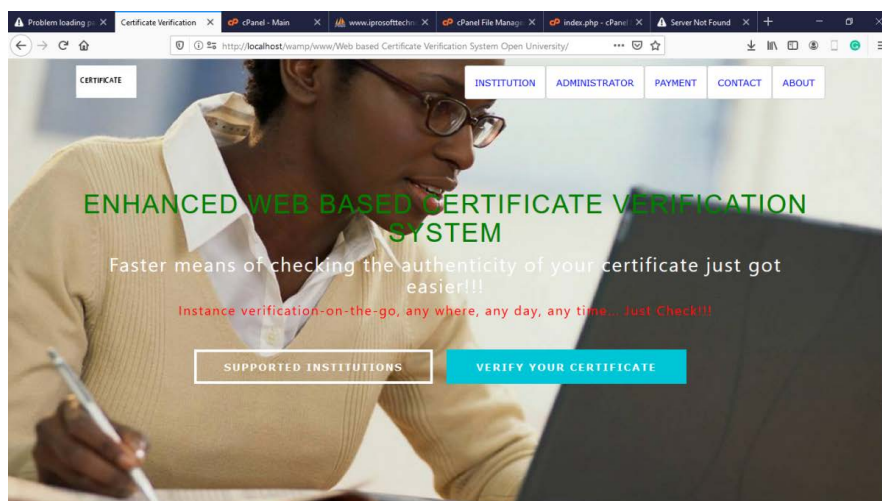 Problem loading pa
Certificate Verification
cPanel - Main
www.iprosofttechno
cPanel File Manage
index.php - cPanel
Server Not Found
http://localhost/wamp/www/Web based Certificate Verification System Open University/
CERTIFICATE
INSTITUTION
ADMINISTRATOR
PAYMENT
CONTACT
ABOUT
ENHANCED WEB BASED CERTIFICATE VERIFICATION
SYSTEM
Faster means of checking the authenticity of your certificate just got
easier!!!
Instance verification-on-the-go, any where, any day, any time... Just Check!!!
SUPPORTED INSTITUTIONS
VERIFY YOUR CERTIFICATE